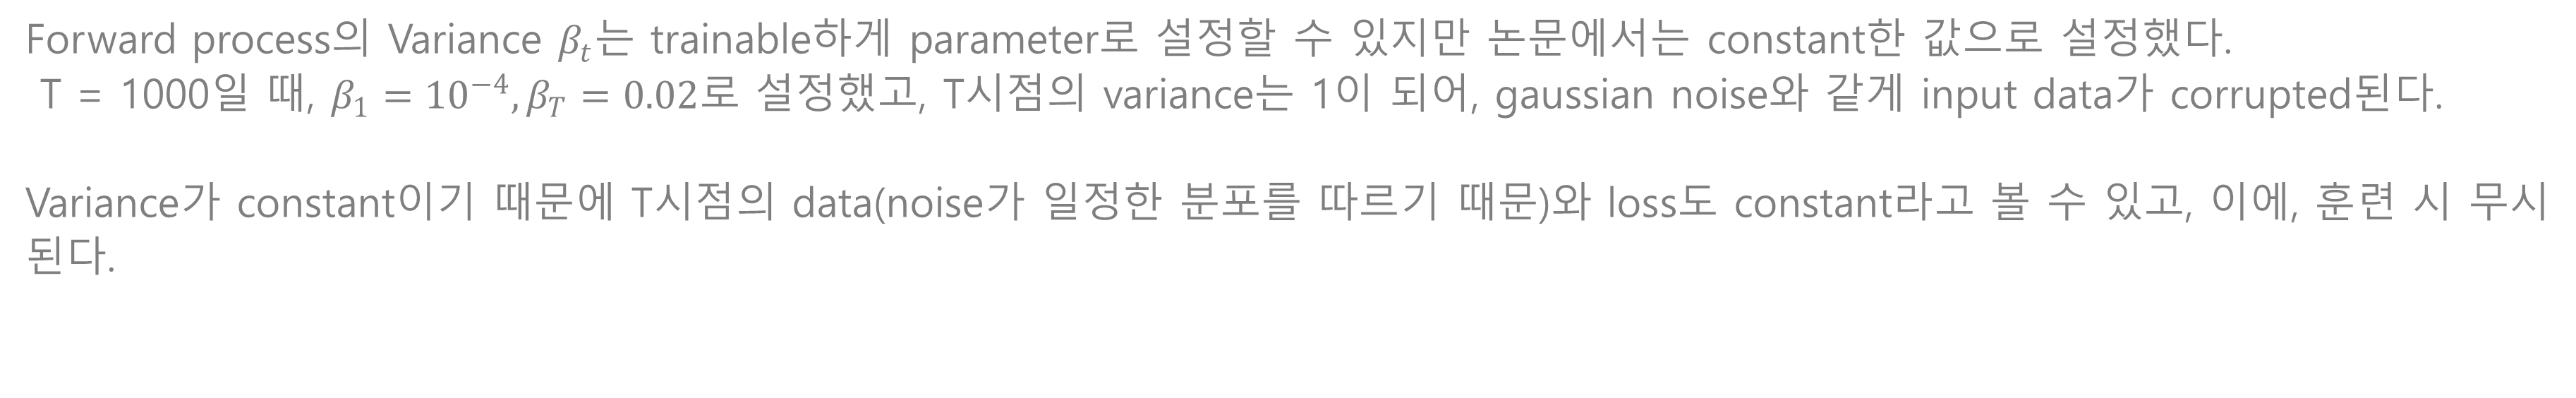 Forward process의 Variance 𝛽ₜ는 trainable하게 parameter로 설정할 수 있지만 논문에서는 constant한 값으로 설정했다.
T = 1000일 때, 𝛽₁ = 10⁻⁴, 𝛽_T = 0.02로 설정했고, T시점의 variance는 1이 되어, gaussian noise와 같게 input data가 corrupted된다.
Variance가 constant이기 때문에 T시점의 data(noise가 일정한 분포를 따르기 때문)와 loss도 constant라고 볼 수 있고, 이에, 훈련 시 무시
된다.